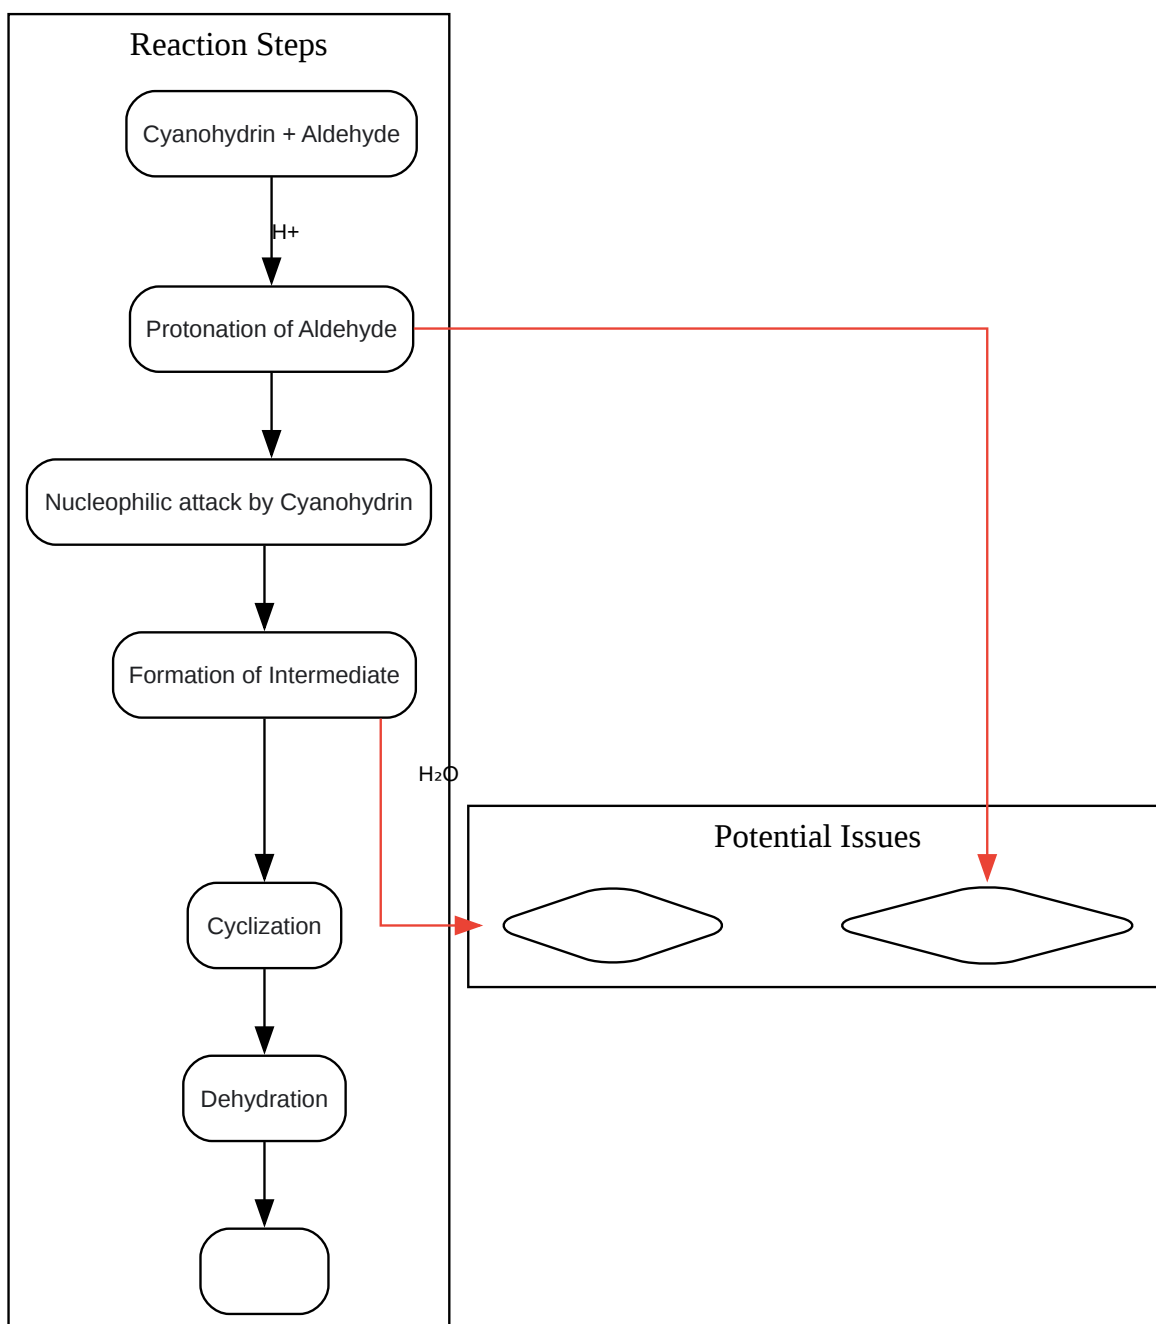 Reaction Steps
Cyanohydrin + Aldehyde
H+
Protonation of Aldehyde
Nucleophilic attack by Cyanohydrin
Formation of Intermediate
H₂O
Potential Issues
Cyclization
Dehydration